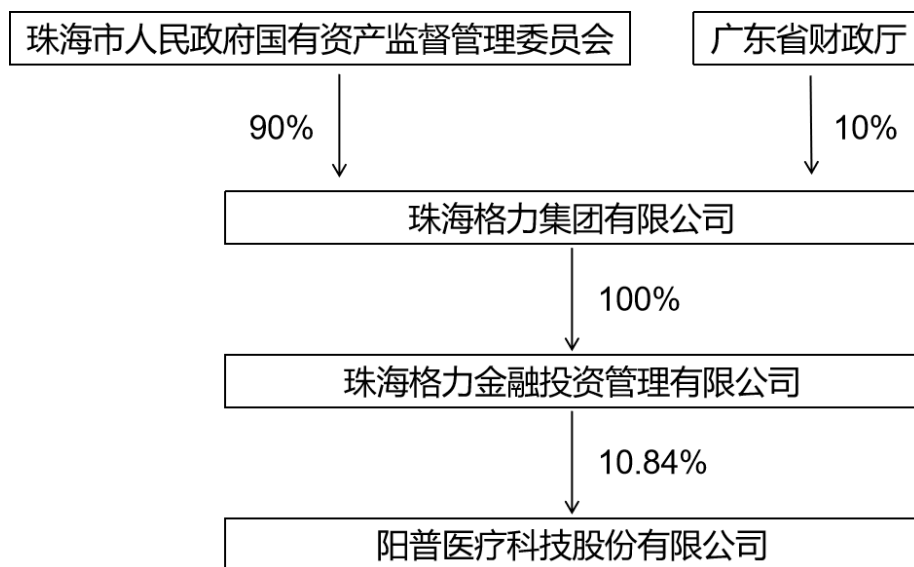 珠海市人民政府国有资产监督管理委员会
广东省财政厅
90%
10%
珠海格力集团有限公司
100%
珠海格力金融投资管理有限公司
10.84%
阳普医疗科技股份有限公司